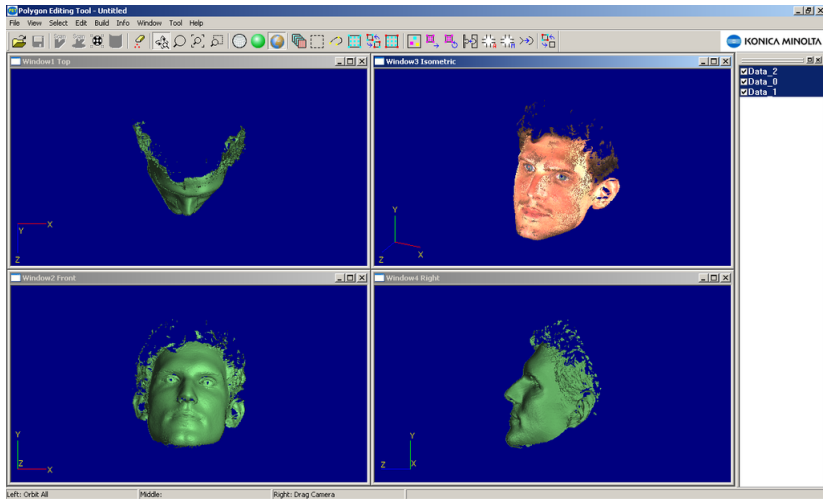 Polygon Editing Tool - Untitled
File View Select Edit Build Info Window Tool Help
KONICA MINOLTA
Window1 Top
Window3 Isometric
Data_2
Data_0
Data_1
X
Y
Z
Y
Z
X
Window2 Front
Window4 Right
Y
Z
X
Y
Z
X
Left: Orbit All
Middle:
Right: Drag Camera